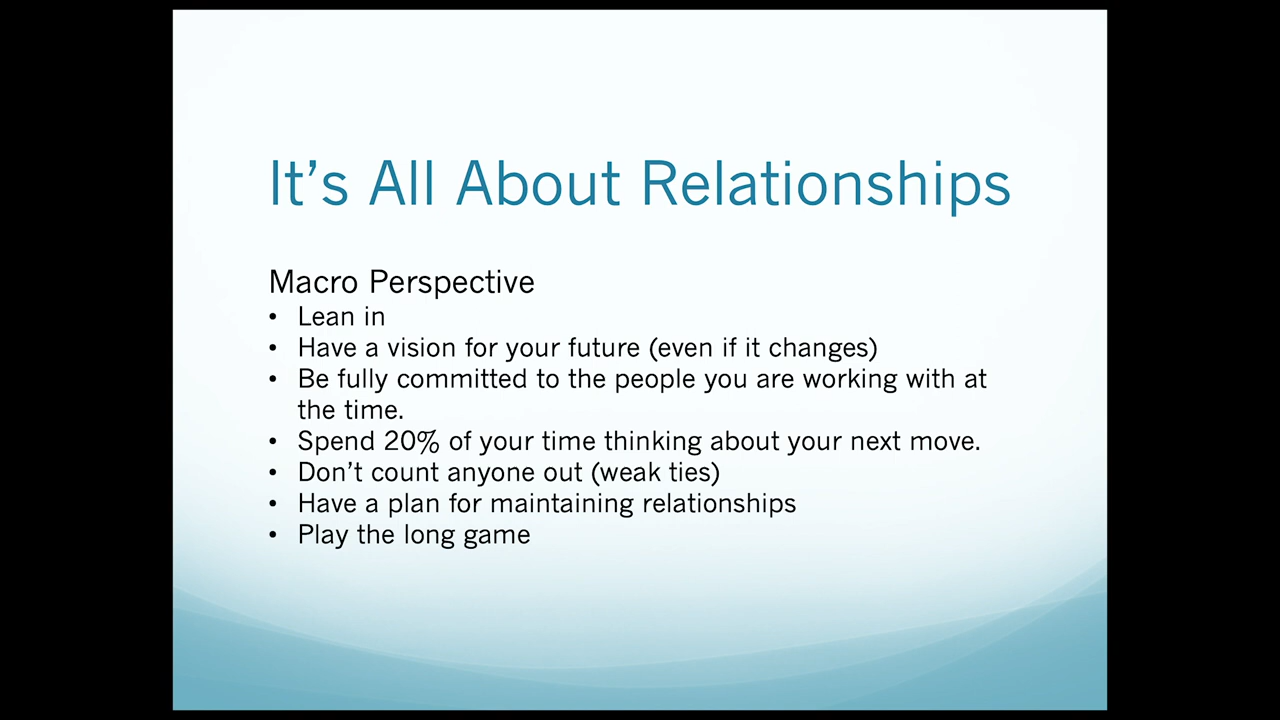 It’s All About Relationships
Macro Perspective
• Lean in
• Have a vision for your future (even if it changes)
• Be fully committed to the people you are working with at
the time.
• Spend 20% of your time thinking about your next move.
• Don’t count anyone out (weak ties)
• Have a plan for maintaining relationships
• Play the long game